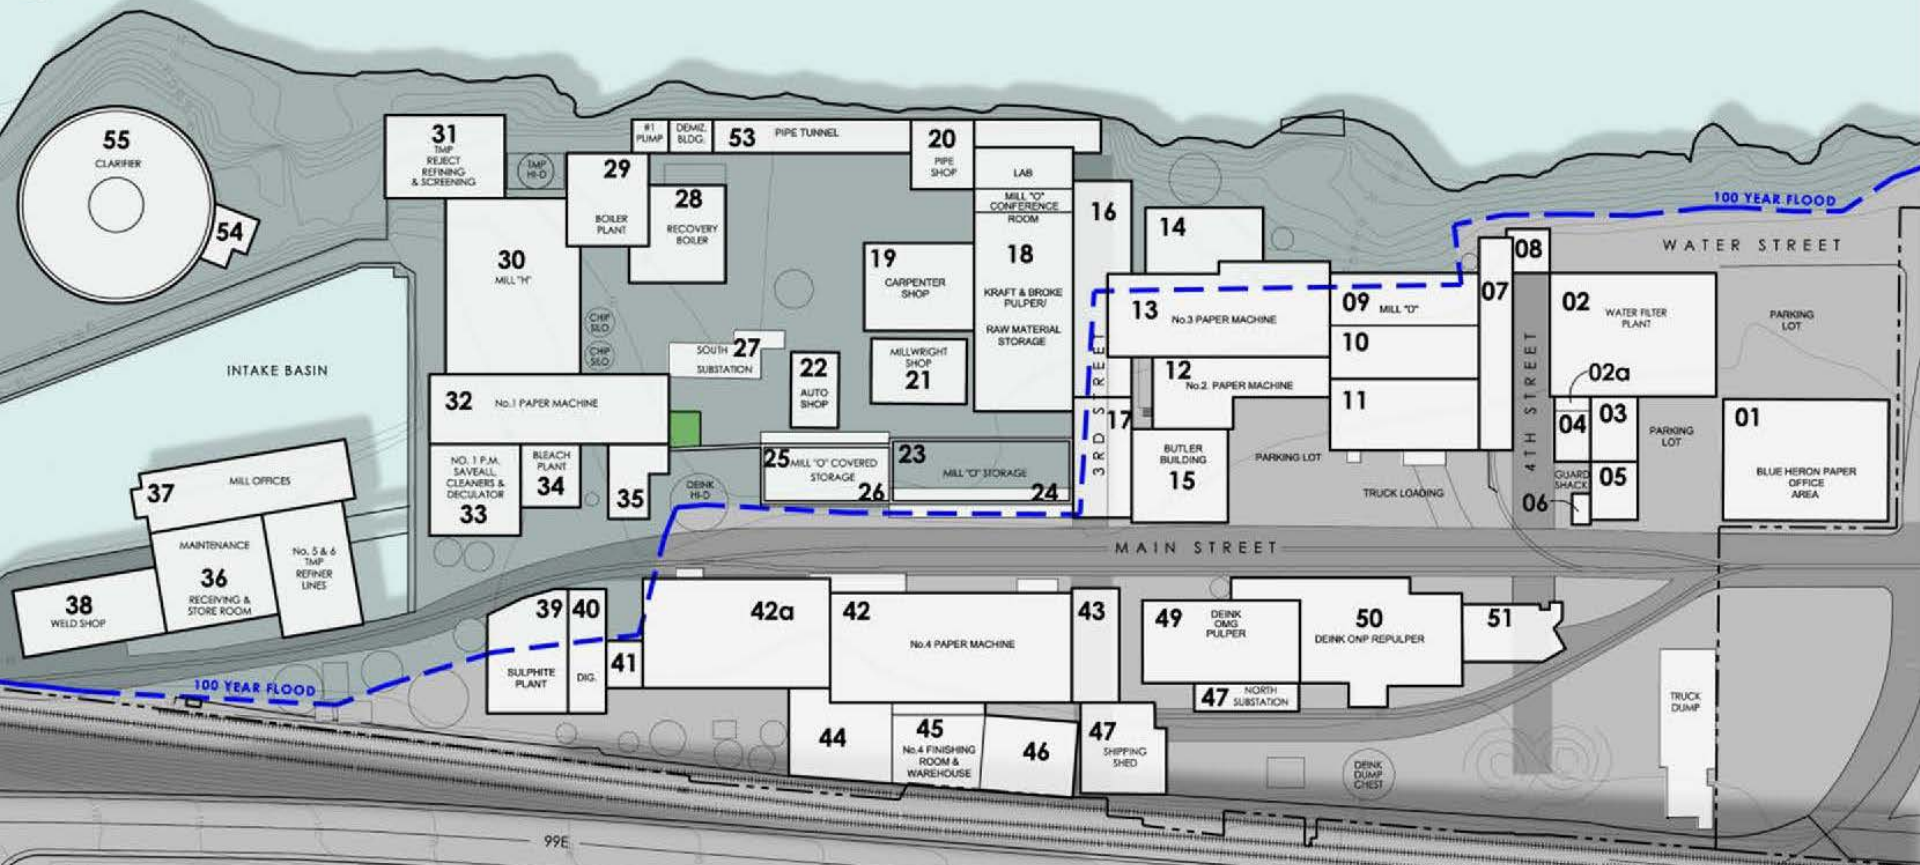 55
CLARIFIER
54
31
TMP
REJECT
REFINING
& SCREENING
TMP
HI-D
29
BOILER
PLANT
28
RECOVERY
BOILER
#1
PUMP
DEMIZ.
BLDG.
53 PIPE TUNNEL
20
PIPE
SHOP
LAB
MILL "O"
CONFERENCE
ROOM
18
KRAFT & BROKE
PULPER/
RAW MATERIAL
STORAGE
16
14
100 YEAR FLOOD
WATER STREET
30
MILL "H"
CHIP
SILO
CHIP
SILO
19
CARPENTER
SHOP
MILLWRIGHT
SHOP
21
22
AUTO
SHOP
SOUTH 27
SUBSTATION
13
No.3 PAPER MACHINE
12
No.2. PAPER MACHINE
09 MILL "O"
10
11
07
08
02
WATER FILTER
PLANT
PARKING
LOT
02a
04
03
05
06
GUARD
SHACK
PARKING
LOT
01
BLUE HERON PAPER
OFFICE
AREA
4TH STREET
3RD STREET
17
BUTLER
BUILDING
15
PARKING LOT
TRUCK LOADING
INTAKE BASIN
32 No.1 PAPER MACHINE
NO. 1 P.M.
SAVEALL,
CLEANERS &
DECULATOR
33
BLEACH
PLANT
34
35
DEINK
HI-D
25 MILL "O" COVERED
STORAGE
26
23
MILL "O" STORAGE
24
MAIN STREET
37
MILL OFFICES
MAINTENANCE
36
RECEIVING &
STORE ROOM
No. 5 & 6
TMP
REFINER
LINES
38
WELD SHOP
100 YEAR FLOOD
39
SULPHITE
PLANT
40
DIG.
41
42a
42
No.4 PAPER MACHINE
43
49
DEINK
OMG
PULPER
50
DEINK ONP REPULPER
51
47 NORTH
SUBSTATION
44
45
No.4 FINISHING
ROOM &
WAREHOUSE
46
47
SHIPPING
SHED
DEINK
DUMP
CHEST
TRUCK
DUMP
99E